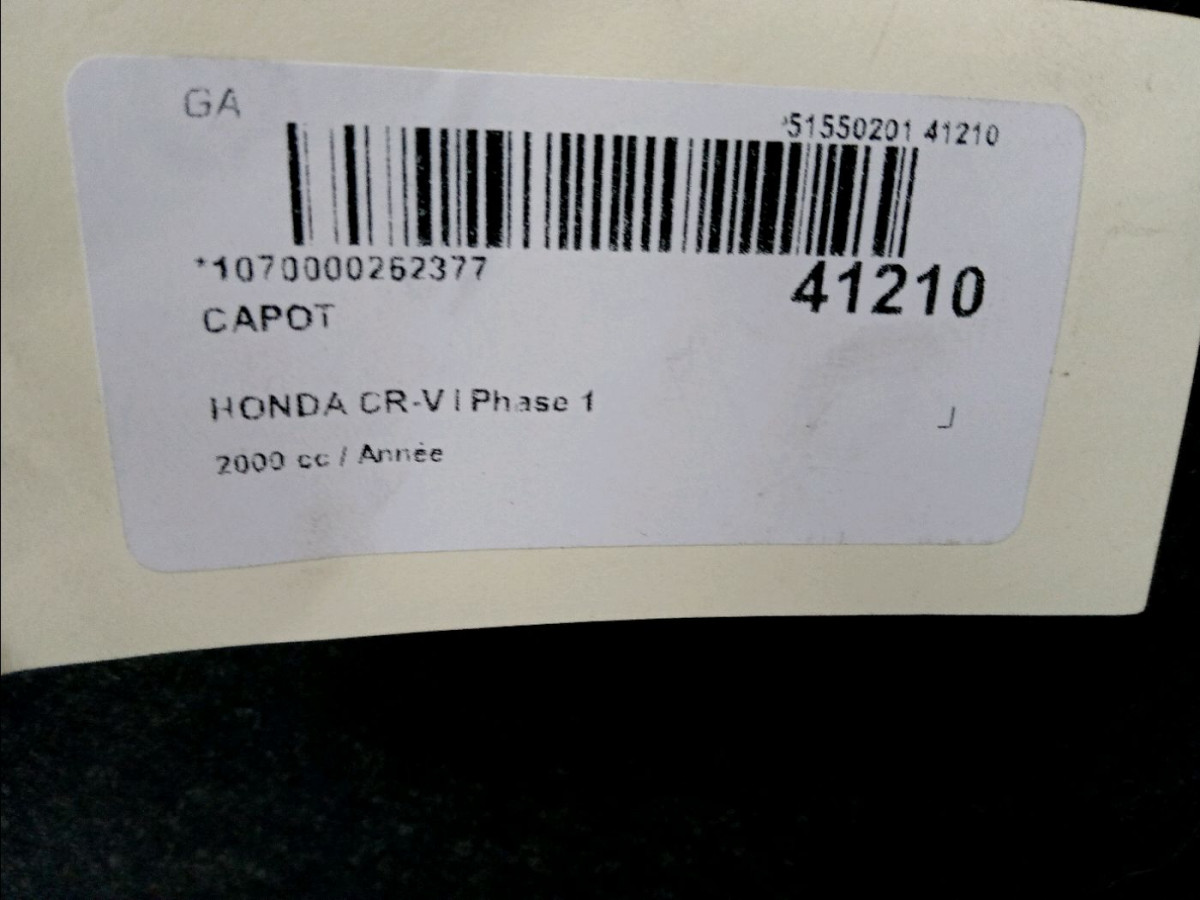 GA
*51550201 41210
*1070000262377
41210
CAPOT
HONDA CR-V I Phase 1
2000 cc / Année